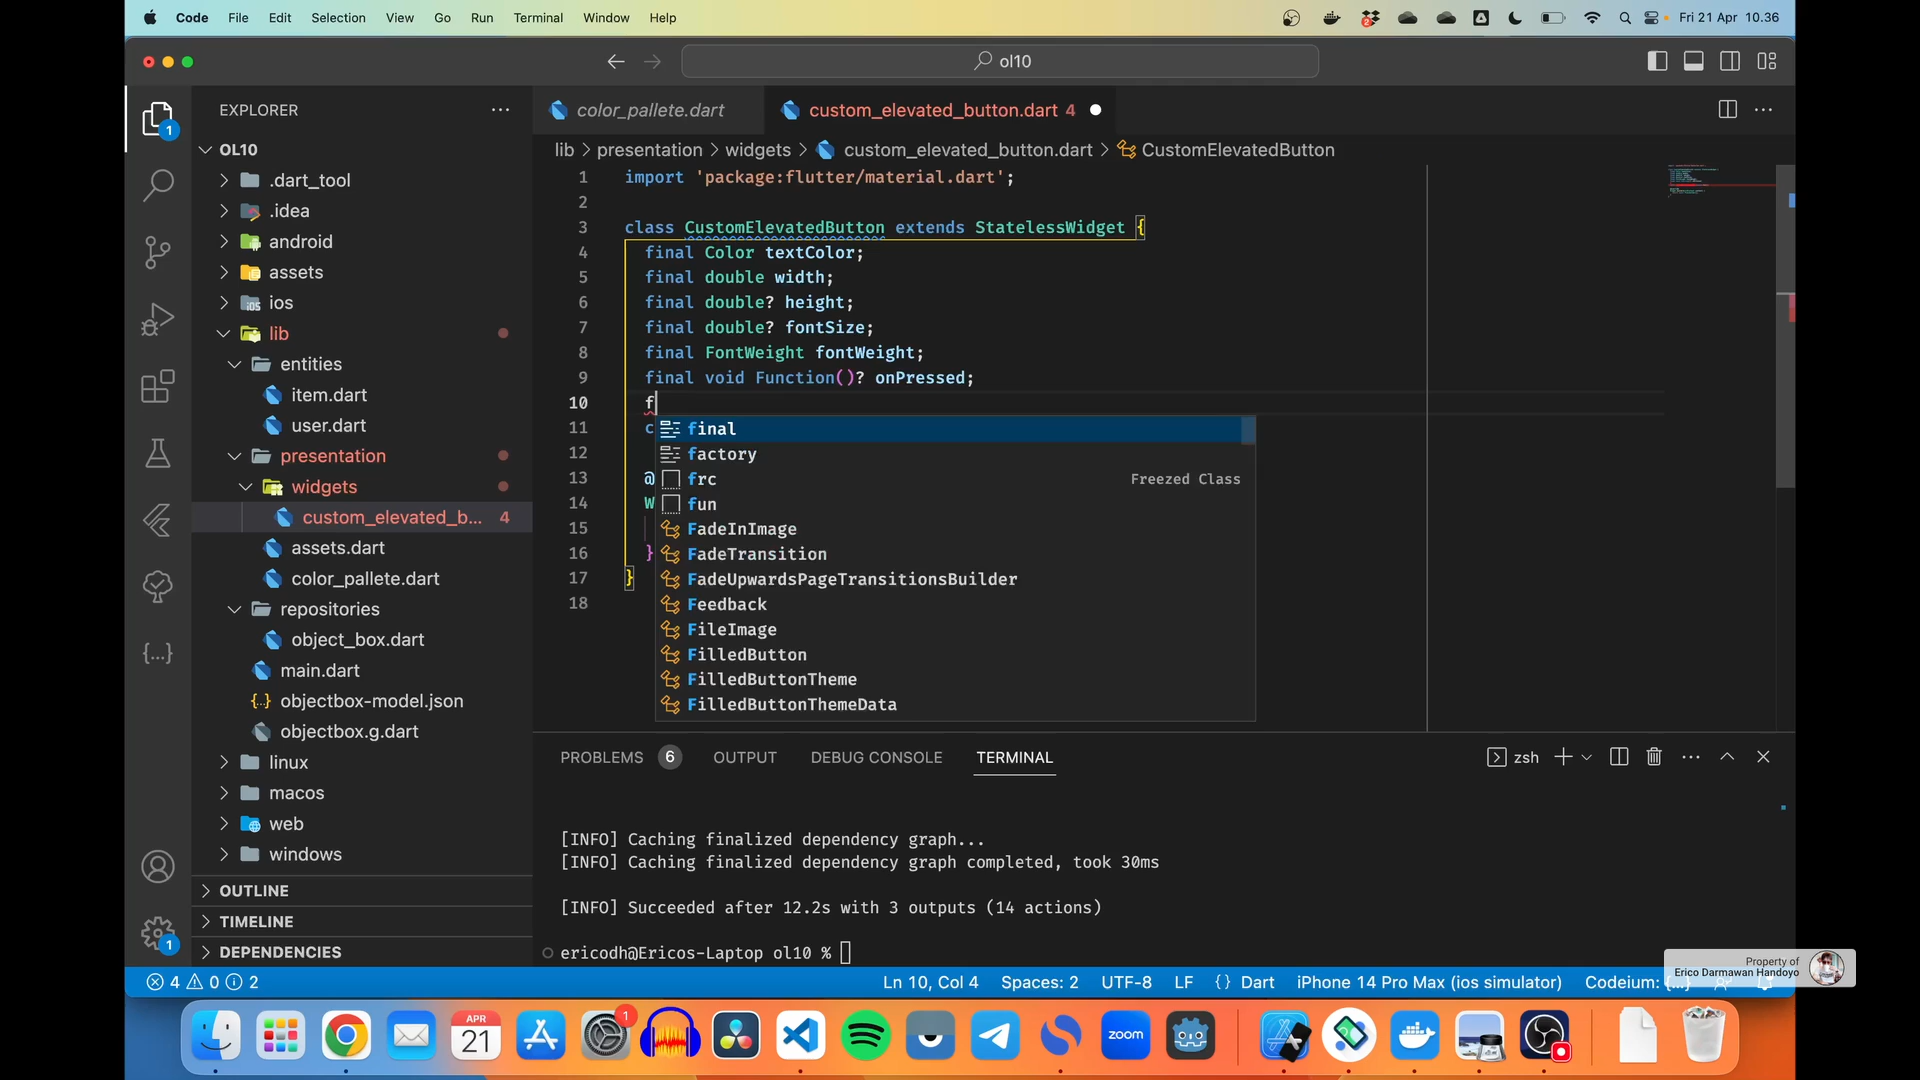 Code File Edit Selection View Go Run Terminal Window Help
2
Fri 21 Apr 10.36
ol10
EXPLORER
color_pallete.dart
custom_elevated_button.dart 4
1
OL10
lib > presentation > widgets > custom_elevated_button.dart > CustomElevatedButton
.dart_tool
.idea
android
assets
ios
lib
entities
item.dart
user.dart
presentation
widgets
custom_elevated_b... 4
assets.dart
color_pallete.dart
repositories
object_box.dart
main.dart
objectbox-model.json
objectbox.g.dart
linux
macos
web
windows
OUTLINE
TIMELINE
DEPENDENCIES
1
1 import 'package:flutter/material.dart';
2
3 class CustomElevatedButton extends StatelessWidget {
4 final Color textColor;
5 final double width;
6 final double? height;
7 final double? fontSize;
8 final FontWeight fontWeight;
9 final void Function()? onPressed;
10 f
11 c
12
13 @
14 W
15
16 }
17 }
18
final
factory
frc Freezed Class
fun
FadeInImage
FadeTransition
FadeUpwardsPageTransitionsBuilder
Feedback
FileImage
FilledButton
FilledButtonTheme
FilledButtonThemeData
PROBLEMS 6 OUTPUT DEBUG CONSOLE TERMINAL
zsh
[INFO] Caching finalized dependency graph...
[INFO] Caching finalized dependency graph completed, took 30ms
[INFO] Succeeded after 12.2s with 3 outputs (14 actions)
ericodh@Ericos-Laptop ol10 %
Property of
Erico Darmawan Handoyo
4 0 2
Ln 10, Col 4 Spaces: 2 UTF-8 LF {} Dart iPhone 14 Pro Max (ios simulator) Codeium: {...}
APR
21
1
zoom